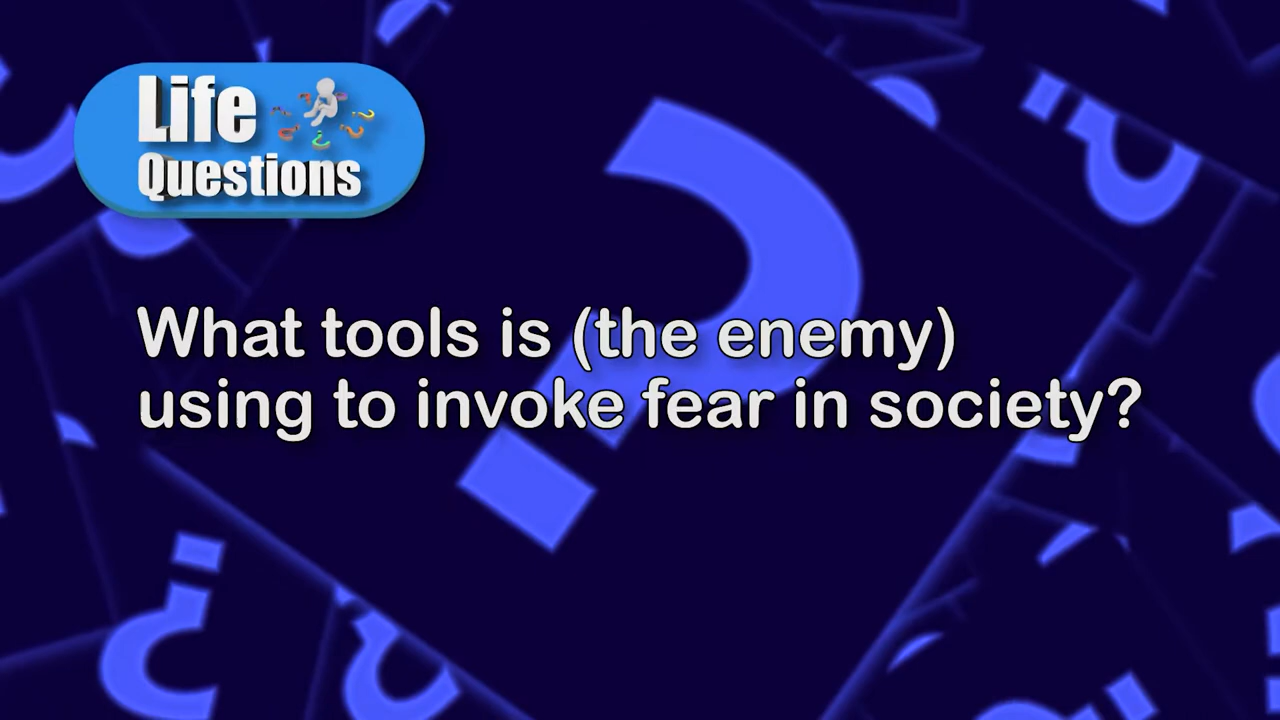 Life
Questions
What tools is (the enemy)
using to invoke fear in society?